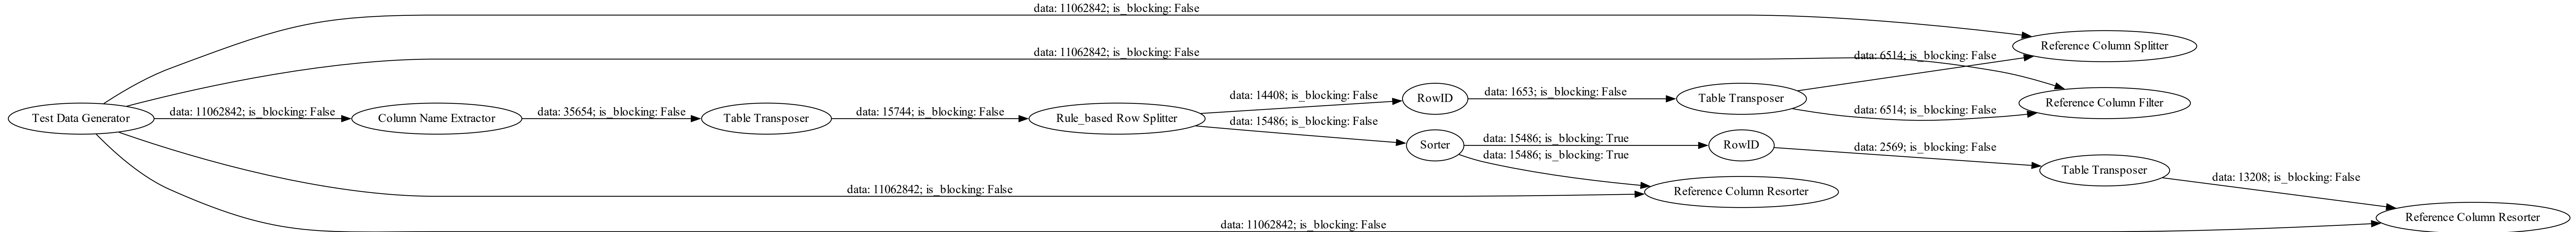 data: 11062842; is_blocking: False
Reference Column Splitter
data: 11062842; is_blocking: False
data: 6514; is_blocking: False
data: 14408; is_blocking: False
RowID
data: 1653; is_blocking: False
Table Transposer
Reference Column Filter
Test Data Generator
data: 11062842; is_blocking: False
Column Name Extractor
data: 35654; is_blocking: False
Table Transposer
data: 15744; is_blocking: False
Rule_based Row Splitter
data: 6514; is_blocking: False
data: 15486; is_blocking: False
Sorter
data: 15486; is_blocking: True
RowID
data: 2569; is_blocking: False
data: 15486; is_blocking: True
Table Transposer
data: 13208; is_blocking: False
data: 11062842; is_blocking: False
Reference Column Resorter
data: 11062842; is_blocking: False
Reference Column Resorter